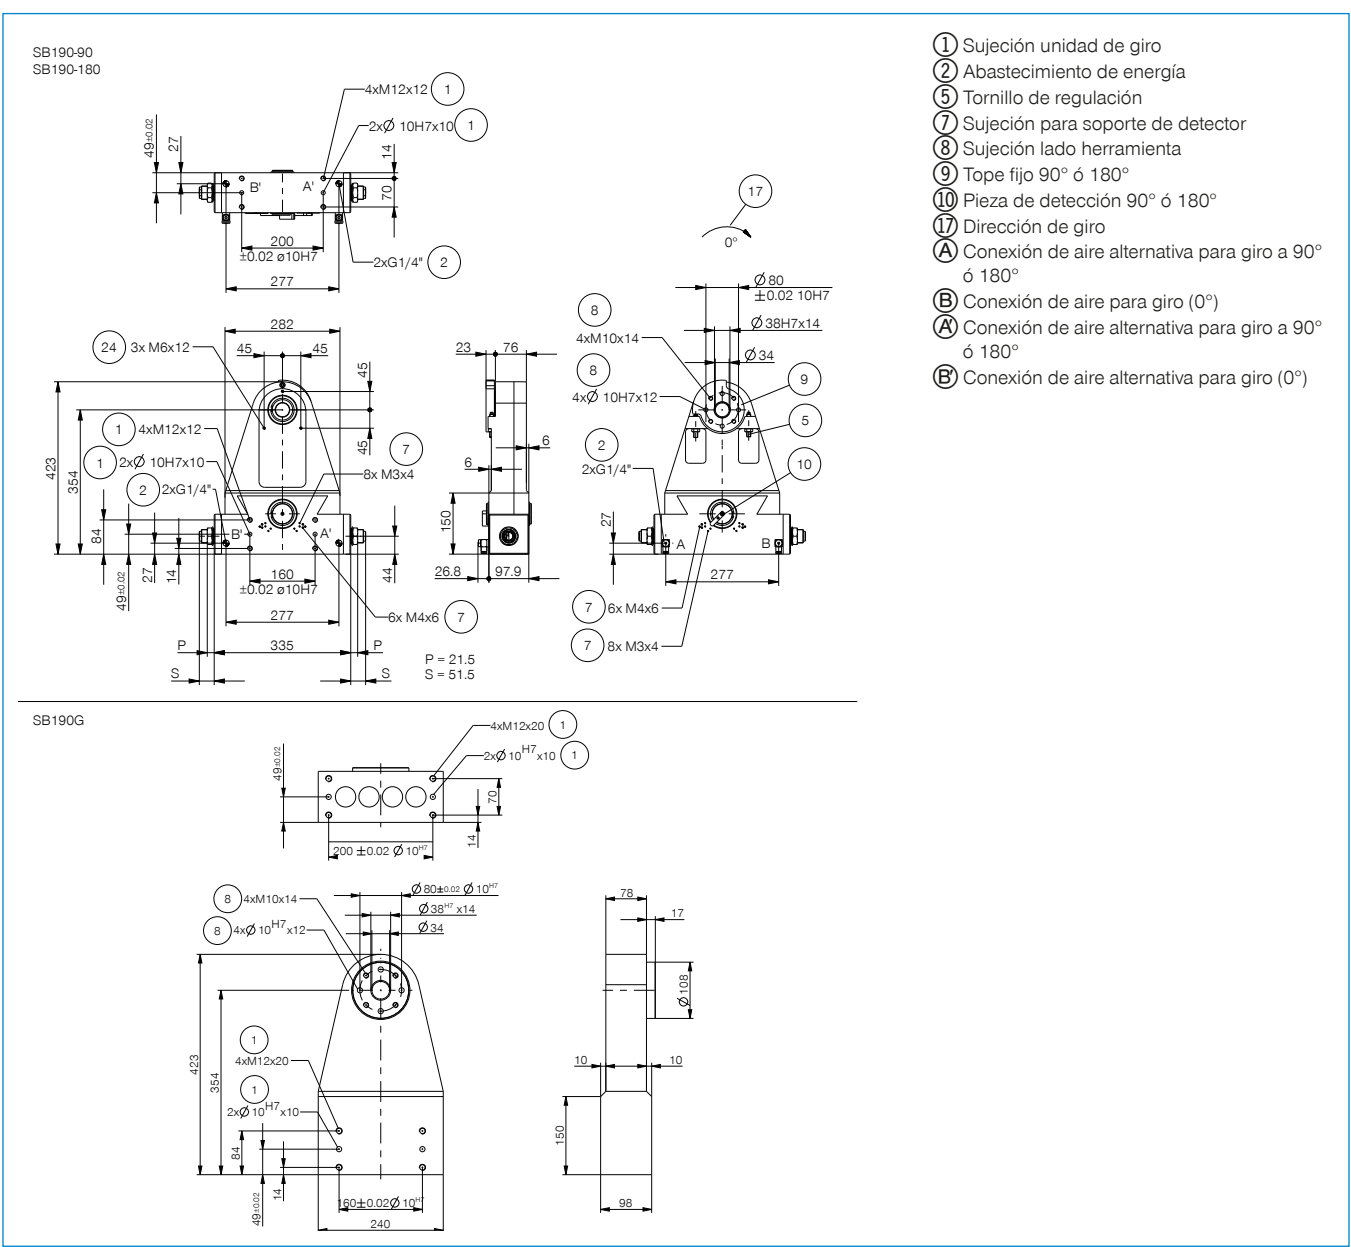 SB190-90
SB190-180
4xM12x12 1
2xØ 10H7x10 1
49±0.02
27
14
70
B' A'
200
±0.02 ø10H7
277
2xG1/4" 2
17
0°
Ø 80
±0.02 10H7
Ø 38H7x14
Ø 34
8
4xM10x14
8
4xØ 10H7x12
9
5
10
2
2xG1/4"
27
A B
277
7 6x M4x6
7 8x M3x4
282
24 3x M6x12
45 45
45
45
1 4xM12x12
1 2xØ 10H7x10
2 2xG1/4"
7
8x M3x4
423
354
84
49±0.02
27
14
44
B' A'
160
±0.02 ø10H7
277
6x M4x6 7
P 335 P
S S
P = 21.5
S = 51.5
23 76
6
6
150
26.8 97.9
SB190G
4xM12x20 1
2xØ 10H7x10 1
49±0.02
70
14
200 ±0.02 Ø 10H7
8 4xM10x14
8 4xØ 10H7x12
Ø 80±0.02 Ø 10H7
Ø 38H7 x14
Ø 34
1
4xM12x20
1
2xØ 10H7x10
423
354
84
49±0.02
14
160±0.02Ø 10H7
240
78
17
Ø 108
10 10
150
98
1 Sujeción unidad de giro
2 Abastecimiento de energía
5 Tornillo de regulación
7 Sujeción para soporte de detector
8 Sujeción lado herramienta
9 Tope fijo 90° ó 180°
10 Pieza de detección 90° ó 180°
17 Dirección de giro
A Conexión de aire alternativa para giro a 90°
ó 180°
B Conexión de aire para giro (0°)
A' Conexión de aire alternativa para giro a 90°
ó 180°
B' Conexión de aire alternativa para giro (0°)